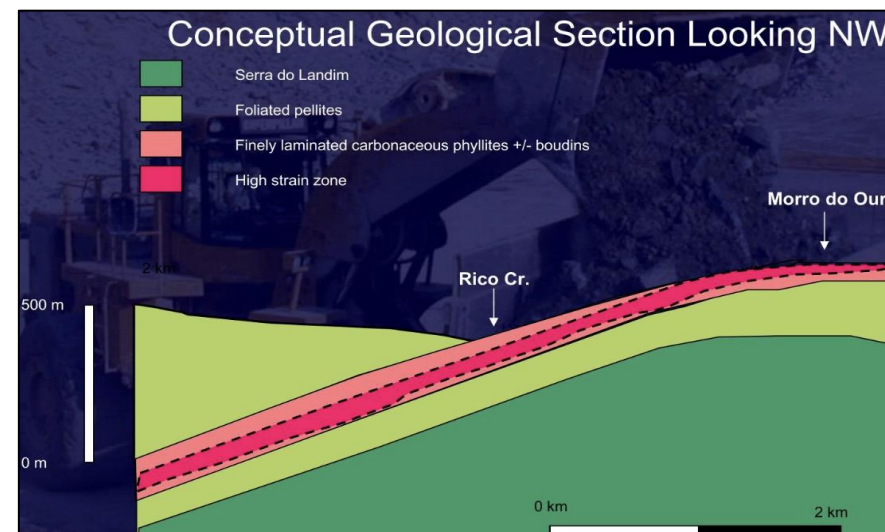 Conceptual Geological Section Looking NW
Serra do Landim
Foliated pellites
Finely laminated carbonaceous phyllites +/- boudins
High strain zone
Morro do Our
2 km
Rico Cr.
500 m
0 m
0 km
2 km